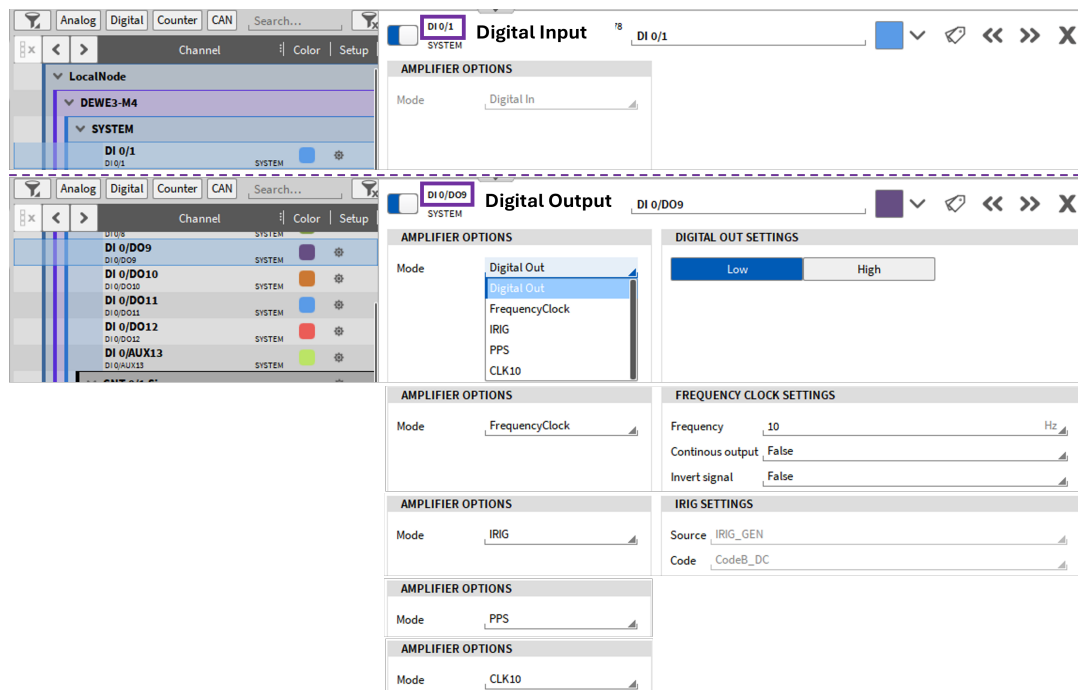 Analog Digital Counter CAN Search...
Channel Color Setup
LocalNode
DEWE3-M4
SYSTEM
DI 0/1
DI 0/1 SYSTEM
DI 0/1 Digital Input 78 DI 0/1
SYSTEM
AMPLIFIER OPTIONS
Mode Digital In
Analog Digital Counter CAN Search...
Channel Color Setup
DI 0/8 SYSTEM
DI 0/DO9
DI 0/DO9 SYSTEM
DI 0/DO10
DI 0/DO10 SYSTEM
DI 0/DO11
DI 0/DO11 SYSTEM
DI 0/DO12
DI 0/DO12 SYSTEM
DI 0/AUX13
DI 0/AUX13 SYSTEM
DI 0/DO9 Digital Output DI 0/DO9
SYSTEM
AMPLIFIER OPTIONS
Mode Digital Out
Digital Out
FrequencyClock
IRIG
PPS
CLK10
DIGITAL OUT SETTINGS
Low High
AMPLIFIER OPTIONS
Mode FrequencyClock
FREQUENCY CLOCK SETTINGS
Frequency 10 Hz
Continous output False
Invert signal False
AMPLIFIER OPTIONS
Mode IRIG
IRIG SETTINGS
Source IRIG_GEN
Code CodeB_DC
AMPLIFIER OPTIONS
Mode PPS
AMPLIFIER OPTIONS
Mode CLK10